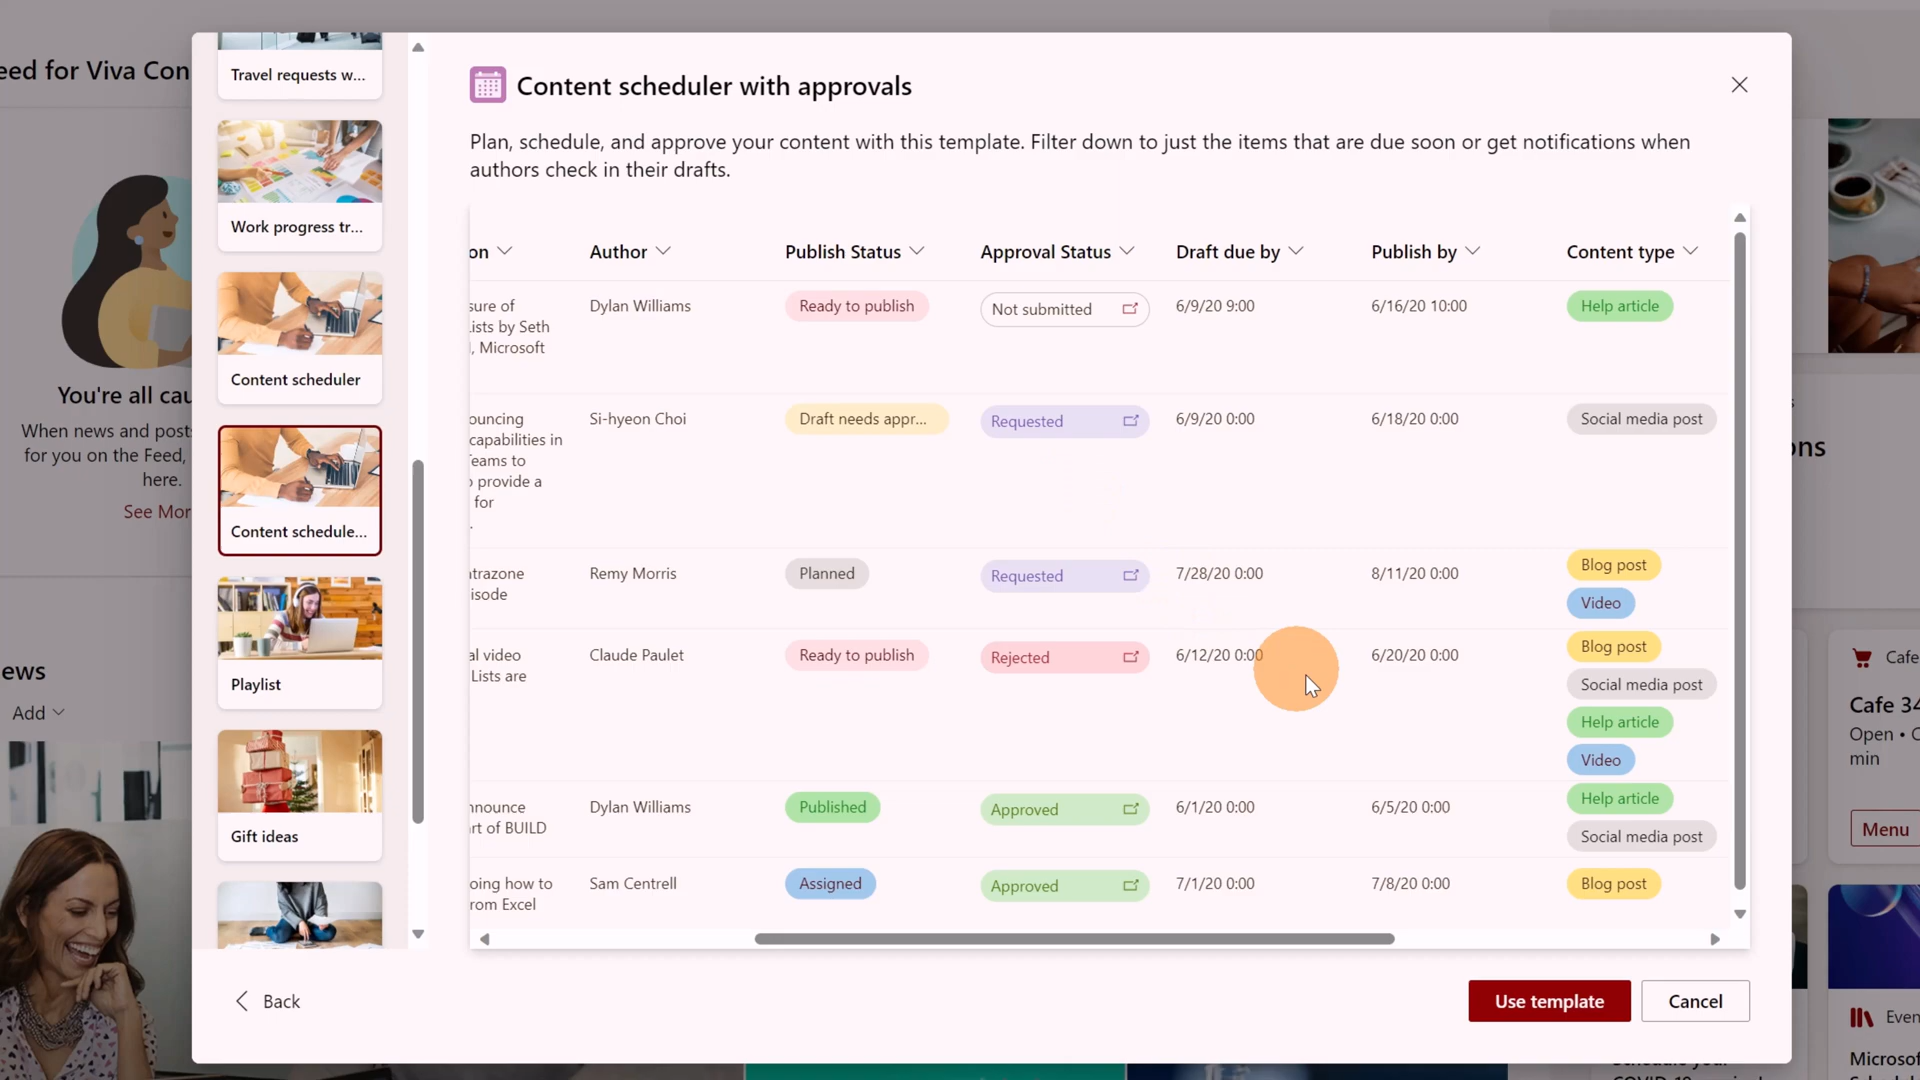 eed for Viva Con
You're all cau
When news and post
for you on the Feed,
here.
See Mor
ews
Add
Travel requests w...
Work progress tr...
Content scheduler
Content schedule...
Playlist
Gift ideas
Content scheduler with approvals
Plan, schedule, and approve your content with this template. Filter down to just the items that are due soon or get notifications when
authors check in their drafts.
on Author Publish Status Approval Status Draft due by Publish by Content type
sure of
ists by Seth
, Microsoft
Dylan Williams Ready to publish Not submitted 6/9/20 9:00 6/16/20 10:00 Help article
ouncing
capabilities in
eams to
provide a
for
Si-hyeon Choi Draft needs appr... Requested 6/9/20 0:00 6/18/20 0:00 Social media post
trazone
isode
Remy Morris Planned Requested 7/28/20 0:00 8/11/20 0:00 Blog post
Video
al video
Lists are
Claude Paulet Ready to publish Rejected 6/12/20 0:00 6/20/20 0:00 Blog post
Social media post
Help article
Video
nnounce
rt of BUILD
Dylan Williams Published Approved 6/1/20 0:00 6/5/20 0:00 Help article
Social media post
oing how to
rom Excel
Sam Centrell Assigned Approved 7/1/20 0:00 7/8/20 0:00 Blog post
Back
Use template
Cancel
ons
Cafe
Cafe 34
Open • C
min
Menu
Even
Microsof